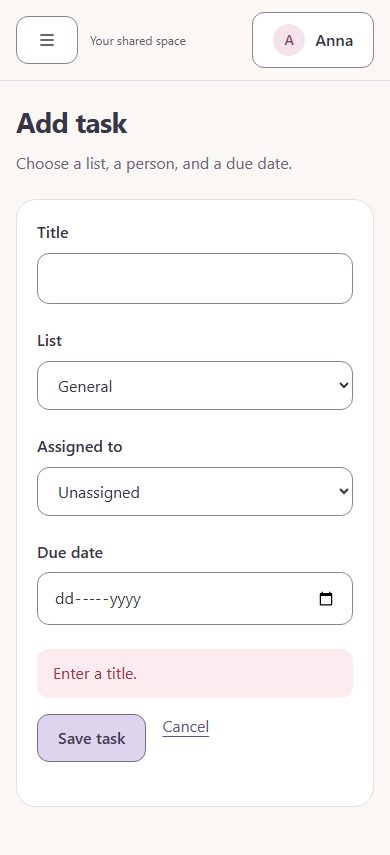 Your shared space
A
Anna
Add task
Choose a list, a person, and a due date.
Title
List
General
Assigned to
Unassigned
Due date
dd-----yyyy
Enter a title.
Save task
Cancel